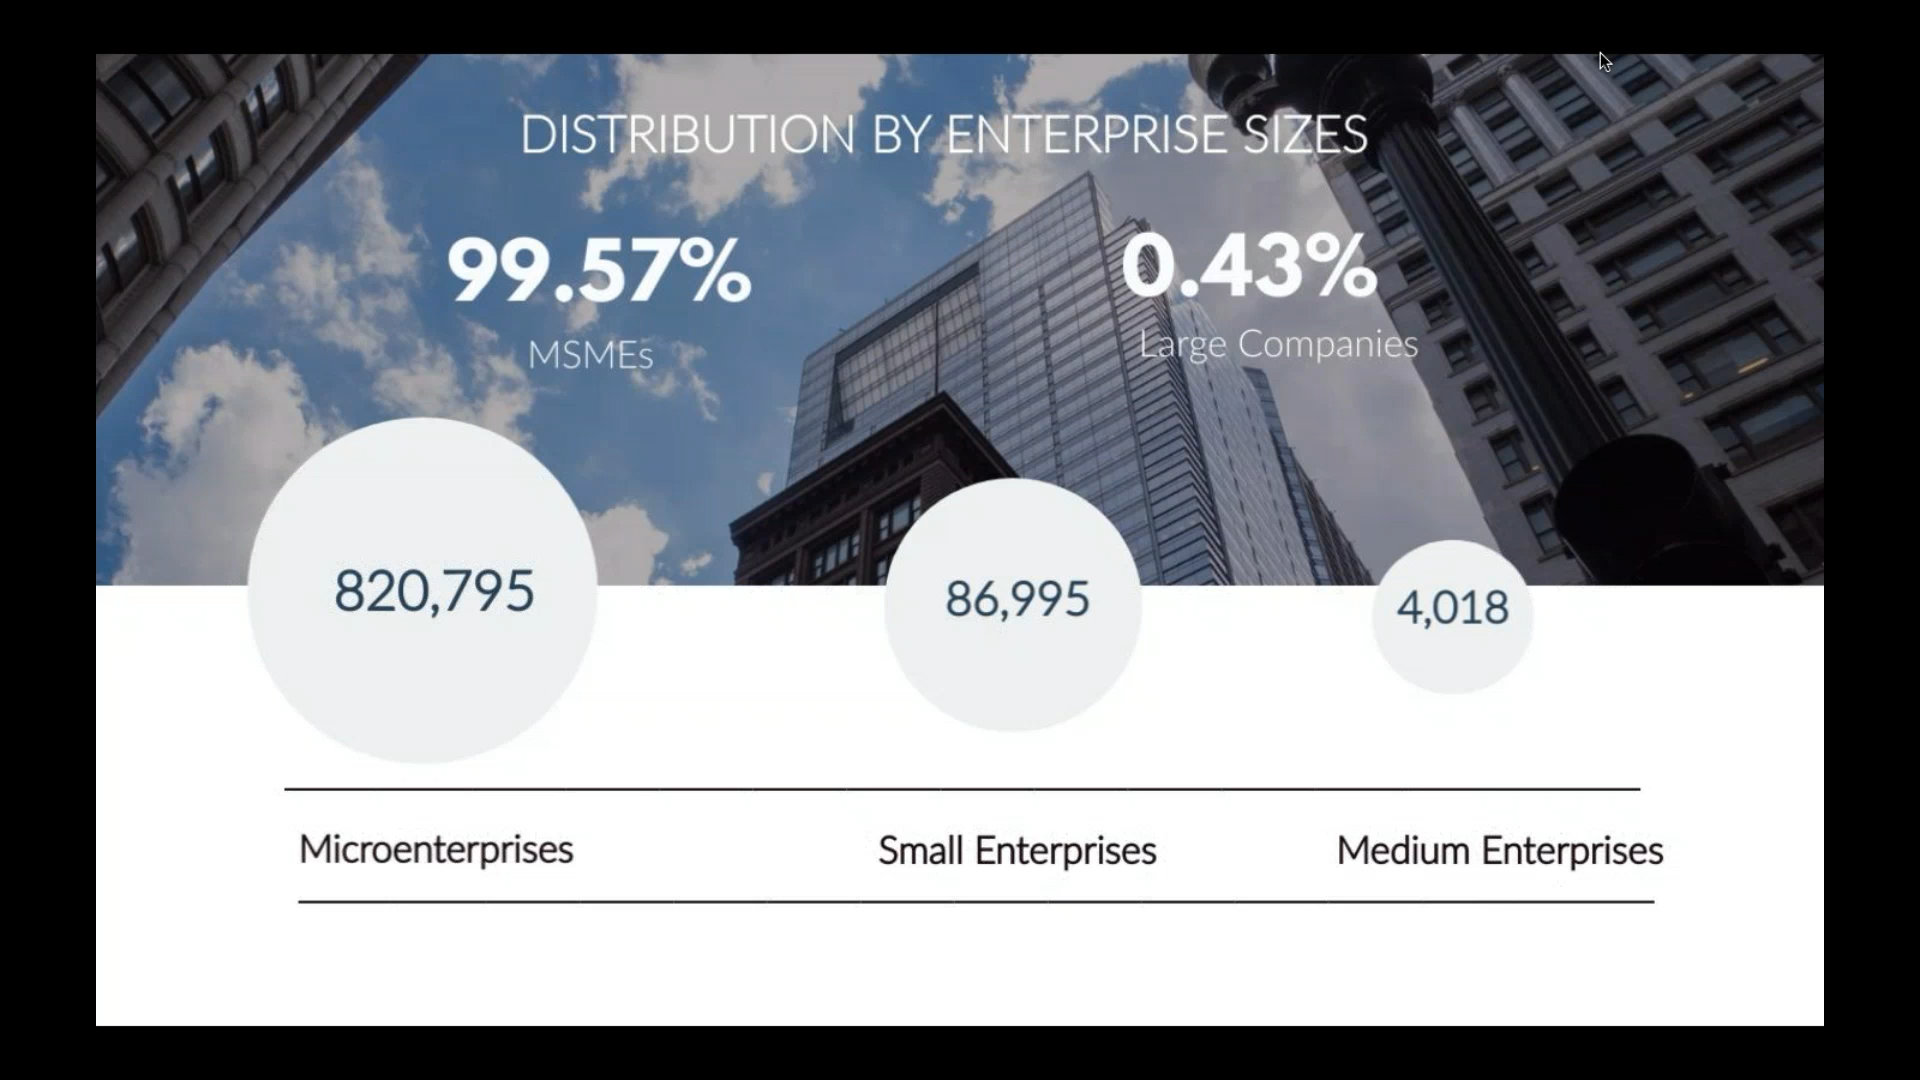 DISTRIBUTION BY ENTERPRISE SIZES
99.57%
MSMEs
0.43%
Large Companies
820,795
86,995
4,018
Microenterprises
Small Enterprises
Medium Enterprises